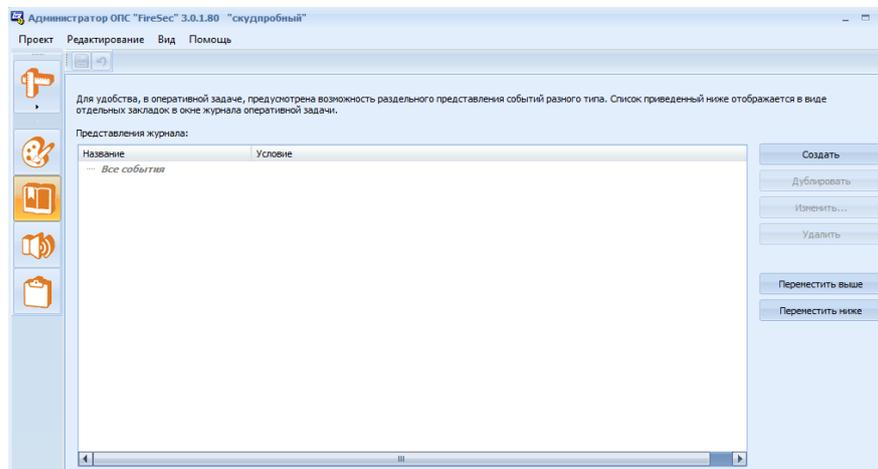 Администратор ОПС "FireSec" 3.0.1.80 "скудпробный"
Проект Редактирование Вид Помощь
Для удобства, в оперативной задаче, предусмотрена возможность раздельного представления событий разного типа. Список приведенный ниже отображается в виде
отдельных закладок в окне журнала оперативной задачи.
Представления журнала:
Название Условие
Все события
Создать
Дублировать
Изменить...
Удалить
Переместить выше
Переместить ниже